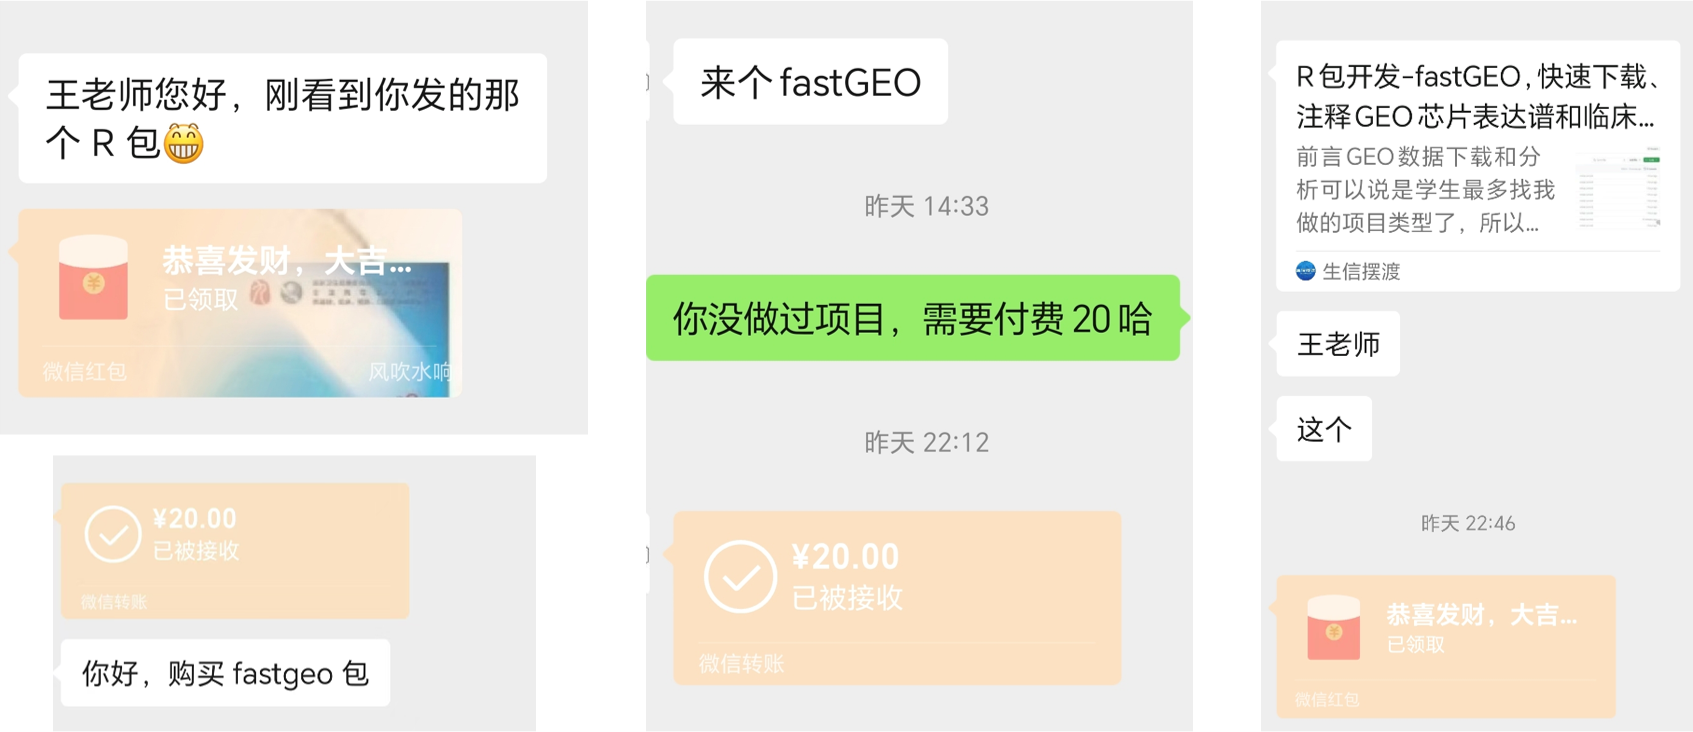 王老师您好，刚看到你发的那
个 R 包
恭喜发财，大吉...
已领取
微信红包
风吹水响
¥20.00
已被接收
微信转账
你好，购买 fastgeo 包
来个 fastGEO
昨天 14:33
你没做过项目，需要付费 20 哈
昨天 22:12
¥20.00
已被接收
微信转账
R 包开发-fastGEO，快速下载、
注释GEO 芯片表达谱和临床...
前言GEO数据下载和分
析可以说是学生最多找我
做的项目类型了，所以...
生信摆渡
王老师
这个
昨天 22:46
恭喜发财，大吉...
已领取
微信红包